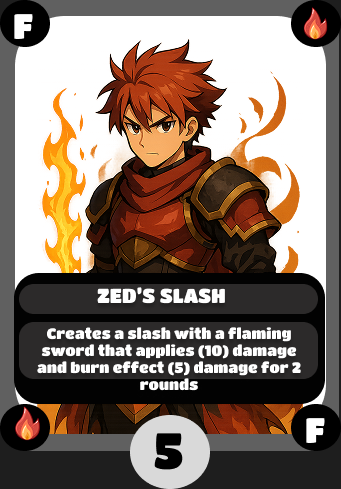 F
ZED'S SLASH
Creates a slash with a flaming
sword that applies (10) damage
and burn effect (5) damage for 2
rounds
F
5